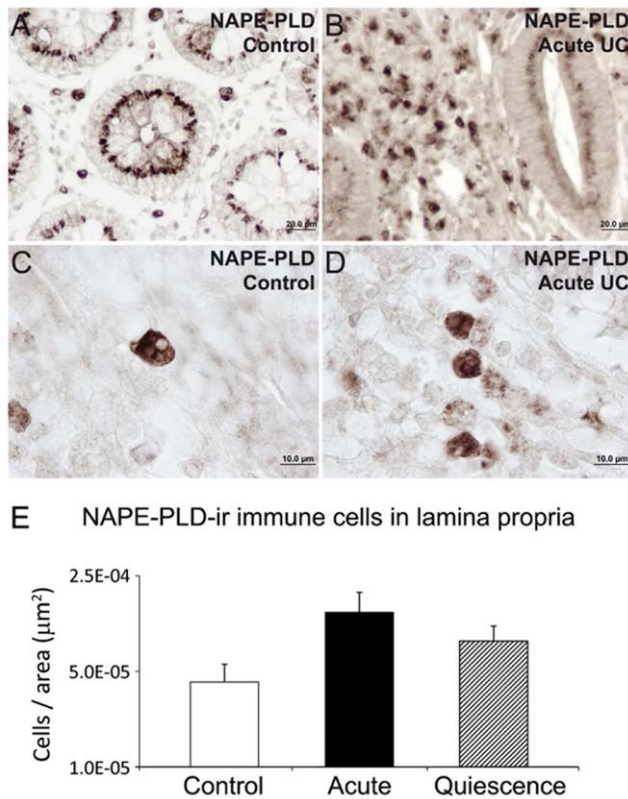 A NAPE-PLD
Control
20.0 µm
B NAPE-PLD
Acute UC
20.0 µm
C NAPE-PLD
Control
10.0 µm
D NAPE-PLD
Acute UC
10.0 µm
E NAPE-PLD-ir immune cells in lamina propria
Cells / area (µm²)
2.5E-04
5.0E-05
1.0E-05
Control Acute Quiescence